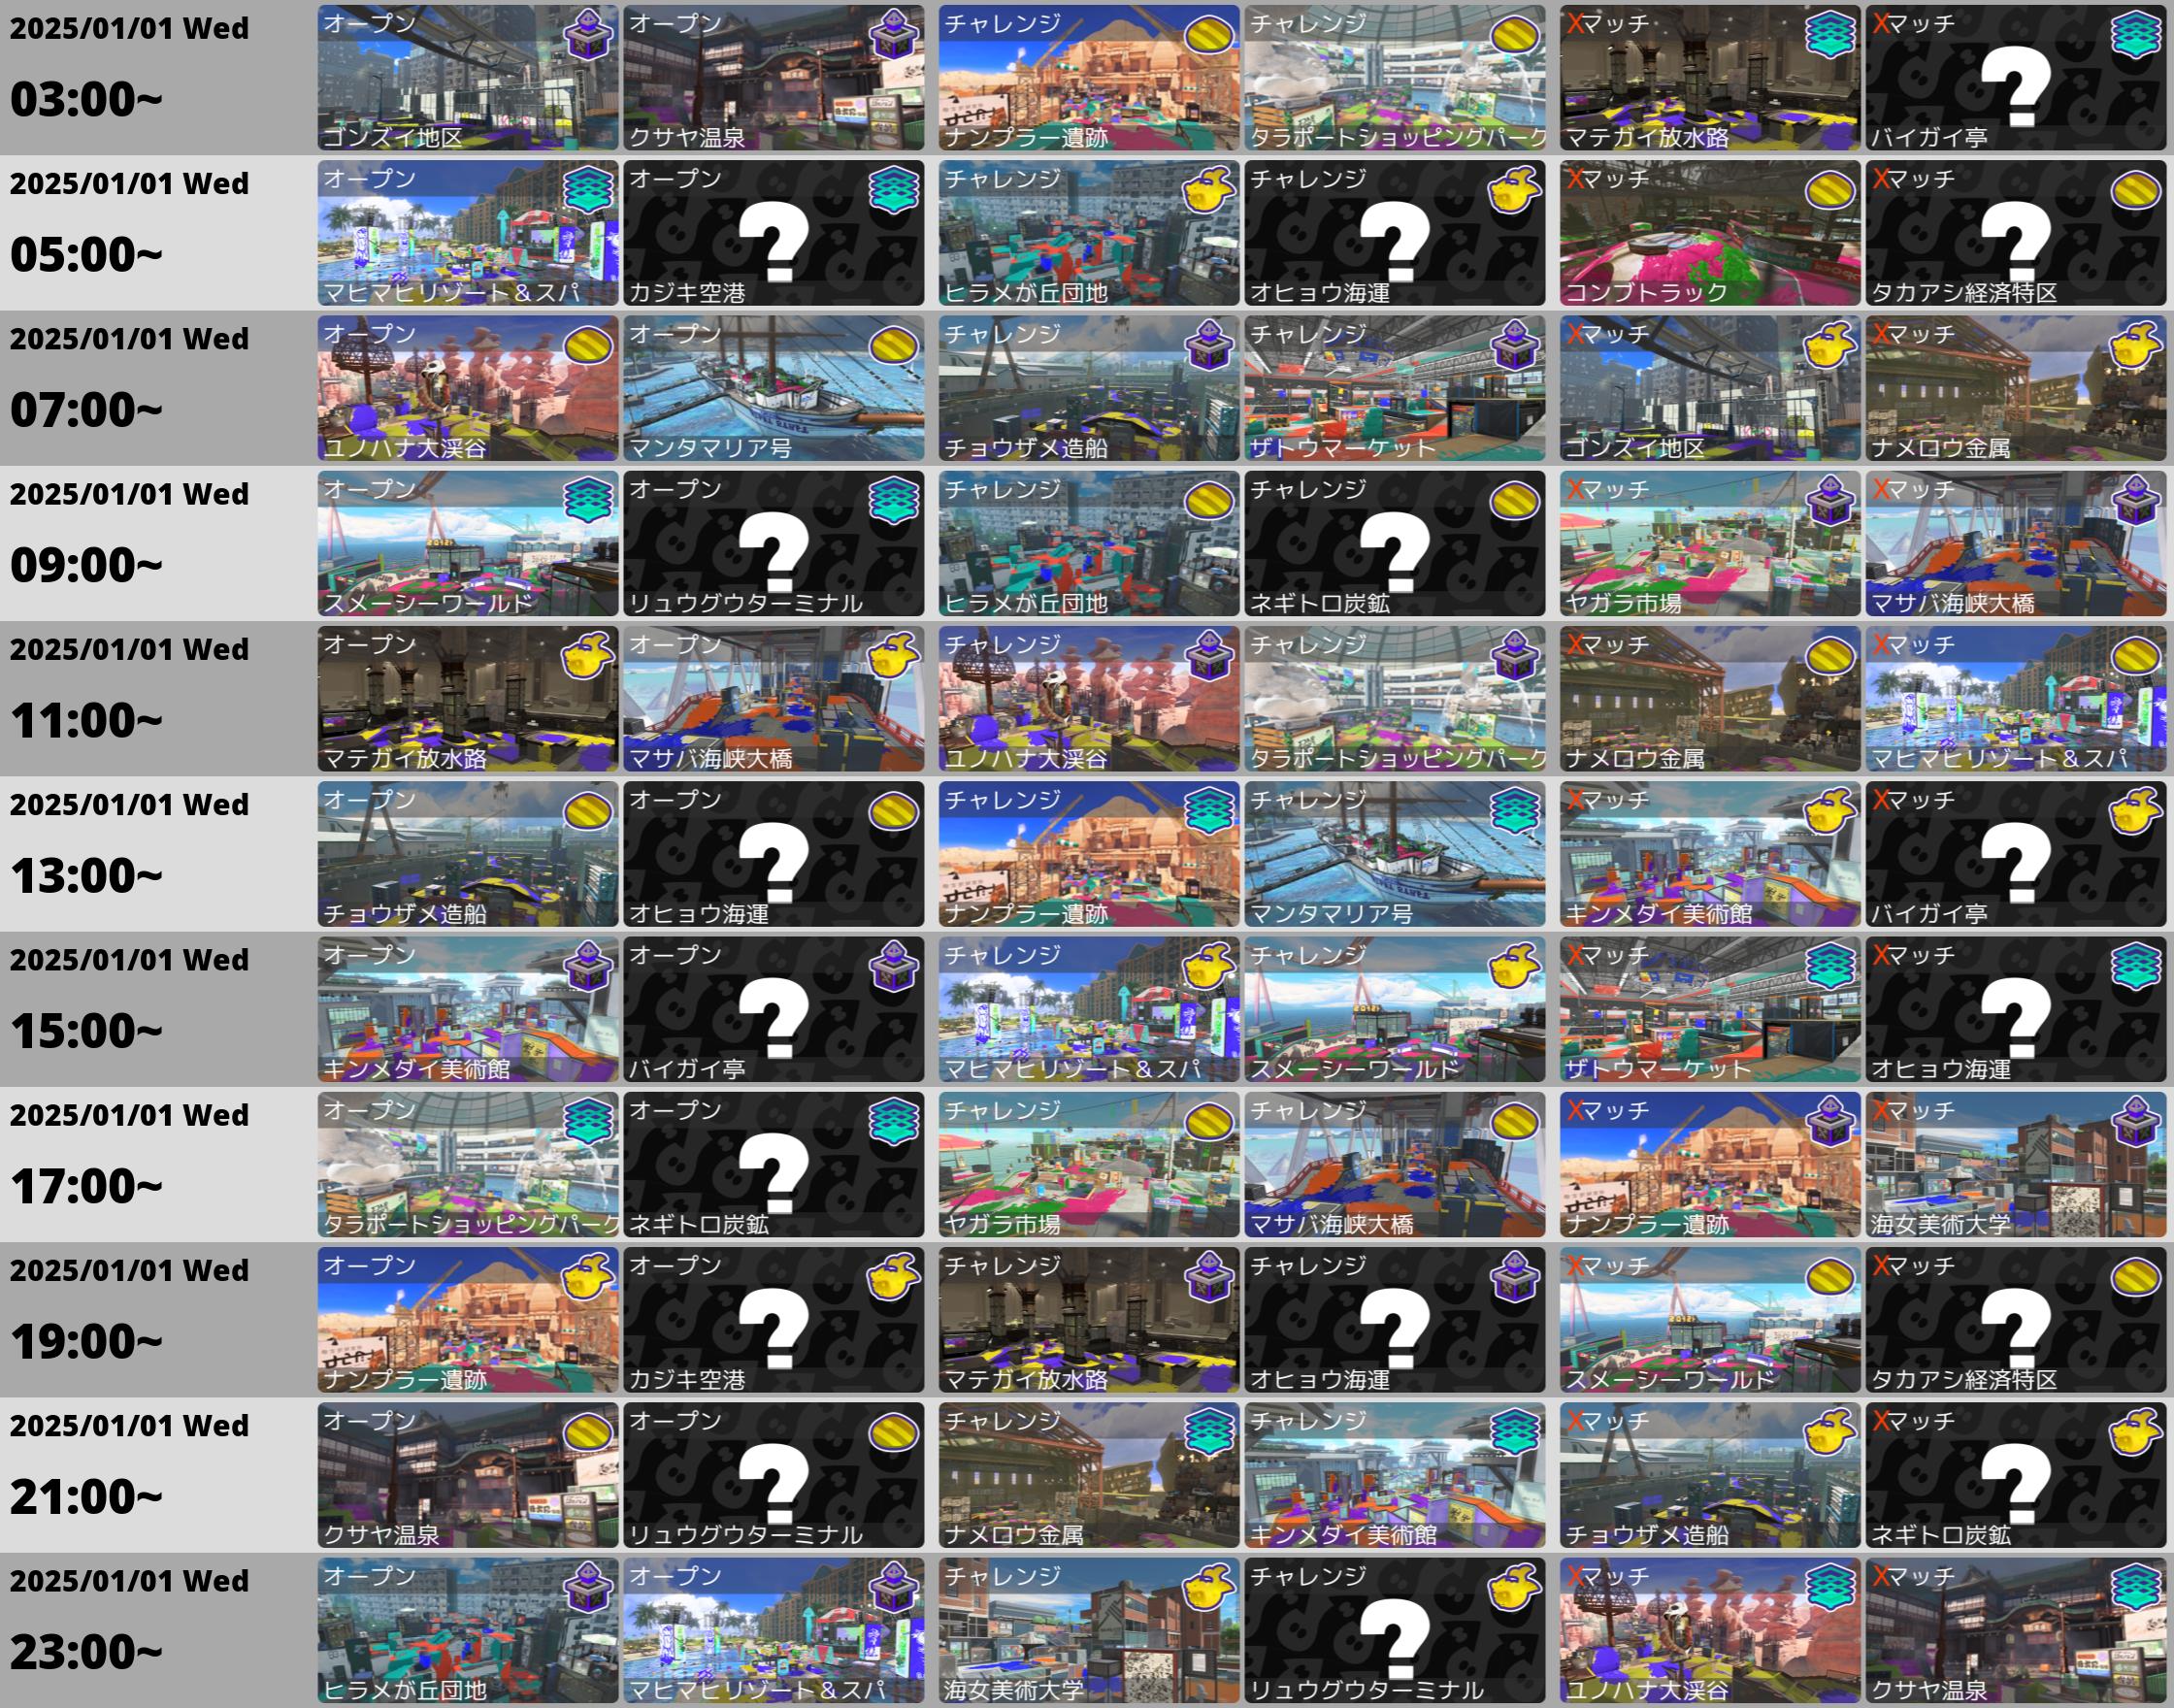 2025/01/01 Wed
03:00~
オープン
ゴンズイ地区
オープン
クサヤ温泉
チャレンジ
ナンプラー遺跡
チャレンジ
タラポートショッピングパーク
Xマッチ
マテガイ放水路
Xマッチ
バイガイ亭
2025/01/01 Wed
05:00~
オープン
マヒマヒリゾート＆スパ
オープン
?
カジキ空港
チャレンジ
ヒラメが丘団地
チャレンジ
?
オヒョウ海運
Xマッチ
コンブトラック
Xマッチ
?
タカアシ経済特区
2025/01/01 Wed
07:00~
オープン
ユノハナ大渓谷
オープン
マンタマリア号
チャレンジ
チョウザメ造船
チャレンジ
ザトウマーケット
Xマッチ
ゴンズイ地区
Xマッチ
ナメロウ金属
2025/01/01 Wed
09:00~
オープン
スメーシーワールド
オープン
?
リュウグウターミナル
チャレンジ
ヒラメが丘団地
チャレンジ
?
ネギトロ炭鉱
Xマッチ
ヤガラ市場
Xマッチ
マサバ海峡大橋
2025/01/01 Wed
11:00~
オープン
マテガイ放水路
オープン
マサバ海峡大橋
チャレンジ
ユノハナ大渓谷
チャレンジ
タラポートショッピングパーク
Xマッチ
ナメロウ金属
Xマッチ
マヒマヒリゾート＆スパ
2025/01/01 Wed
13:00~
オープン
チョウザメ造船
オープン
?
オヒョウ海運
チャレンジ
ナンプラー遺跡
チャレンジ
マンタマリア号
Xマッチ
キンメダイ美術館
Xマッチ
?
バイガイ亭
2025/01/01 Wed
15:00~
オープン
キンメダイ美術館
オープン
?
バイガイ亭
チャレンジ
マヒマヒリゾート＆スパ
チャレンジ
スメーシーワールド
Xマッチ
ザトウマーケット
Xマッチ
?
オヒョウ海運
2025/01/01 Wed
17:00~
オープン
タラポートショッピングパーク
オープン
?
ネギトロ炭鉱
チャレンジ
ヤガラ市場
チャレンジ
マサバ海峡大橋
Xマッチ
ナンプラー遺跡
Xマッチ
海女美術大学
2025/01/01 Wed
19:00~
オープン
ナンプラー遺跡
オープン
?
カジキ空港
チャレンジ
マテガイ放水路
チャレンジ
?
オヒョウ海運
Xマッチ
スメーシーワールド
Xマッチ
?
タカアシ経済特区
2025/01/01 Wed
21:00~
オープン
クサヤ温泉
オープン
?
リュウグウターミナル
チャレンジ
ナメロウ金属
チャレンジ
キンメダイ美術館
Xマッチ
チョウザメ造船
Xマッチ
?
ネギトロ炭鉱
2025/01/01 Wed
23:00~
オープン
ヒラメが丘団地
オープン
マヒマヒリゾート＆スパ
チャレンジ
海女美術大学
チャレンジ
?
リュウグウターミナル
Xマッチ
ユノハナ大渓谷
Xマッチ
クサヤ温泉